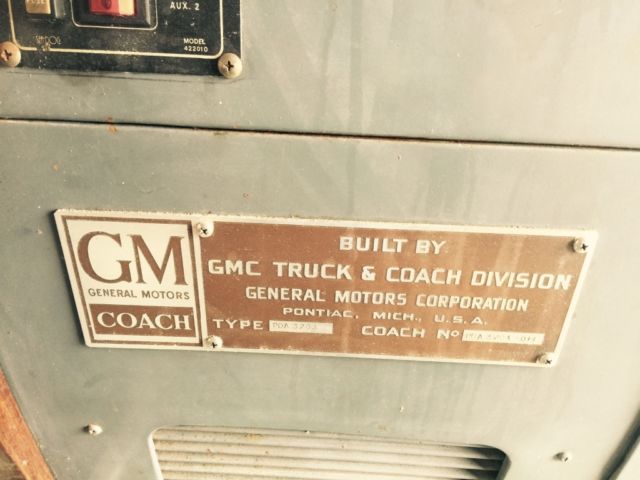 FUSE
AUX. 2
MODEL
422010
GM
GENERAL MOTORS
COACH
BUILT BY
GMC TRUCK & COACH DIVISION
GENERAL MOTORS CORPORATION
PONTIAC, MICH., U.S.A.
TYPE
COACH Nº